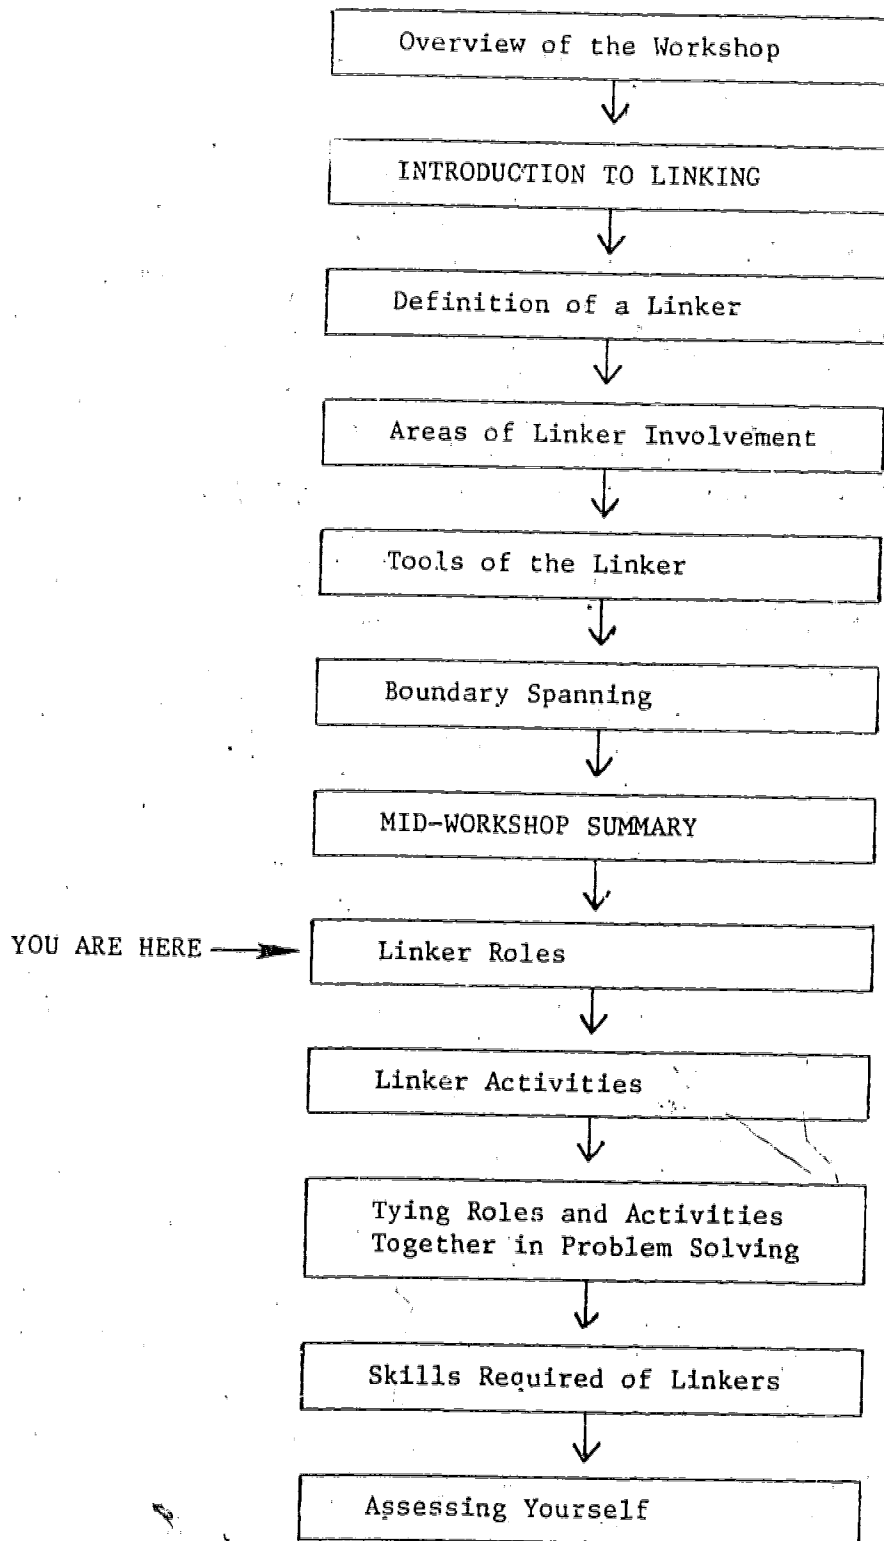 Overview of the Workshop
INTRODUCTION TO LINKING
Definition of a Linker
Areas of Linker Involvement
Tools of the Linker
Boundary Spanning
MID-WORKSHOP SUMMARY
YOU ARE HERE
Linker Roles
Linker Activities
Tying Roles and Activities
Together in Problem Solving
Skills Required of Linkers
Assessing Yourself